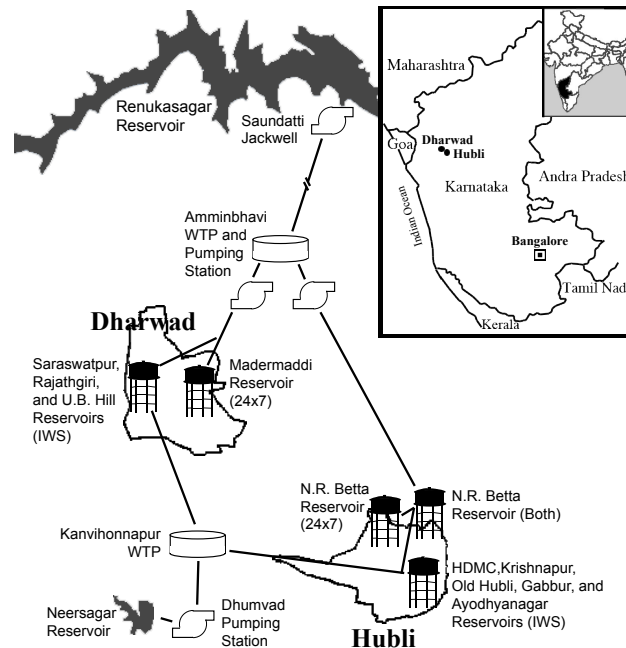 Renukasagar
Reservoir
Saundatti
Jackwell
Amminbhavi
WTP and
Pumping
Station
Dharwad
Saraswatpur,
Rajathgiri,
and U.B. Hill
Reservoirs
(IWS)
Madermaddi
Reservoir
(24x7)
N.R. Betta
Reservoir
(24x7)
N.R. Betta
Reservoir (Both)
Kanvihonnapur
WTP
HDMC,Krishnapur,
Old Hubli, Gabbur, and
Ayodhyanagar
Reservoirs (IWS)
Neersagar
Reservoir
Dhumvad
Pumping
Station
Hubli
Maharashtra
Goa
Dharwad
Hubli
Karnataka
Andra Pradesh
Indian Ocean
Bangalore
Tamil Nad
Kerala